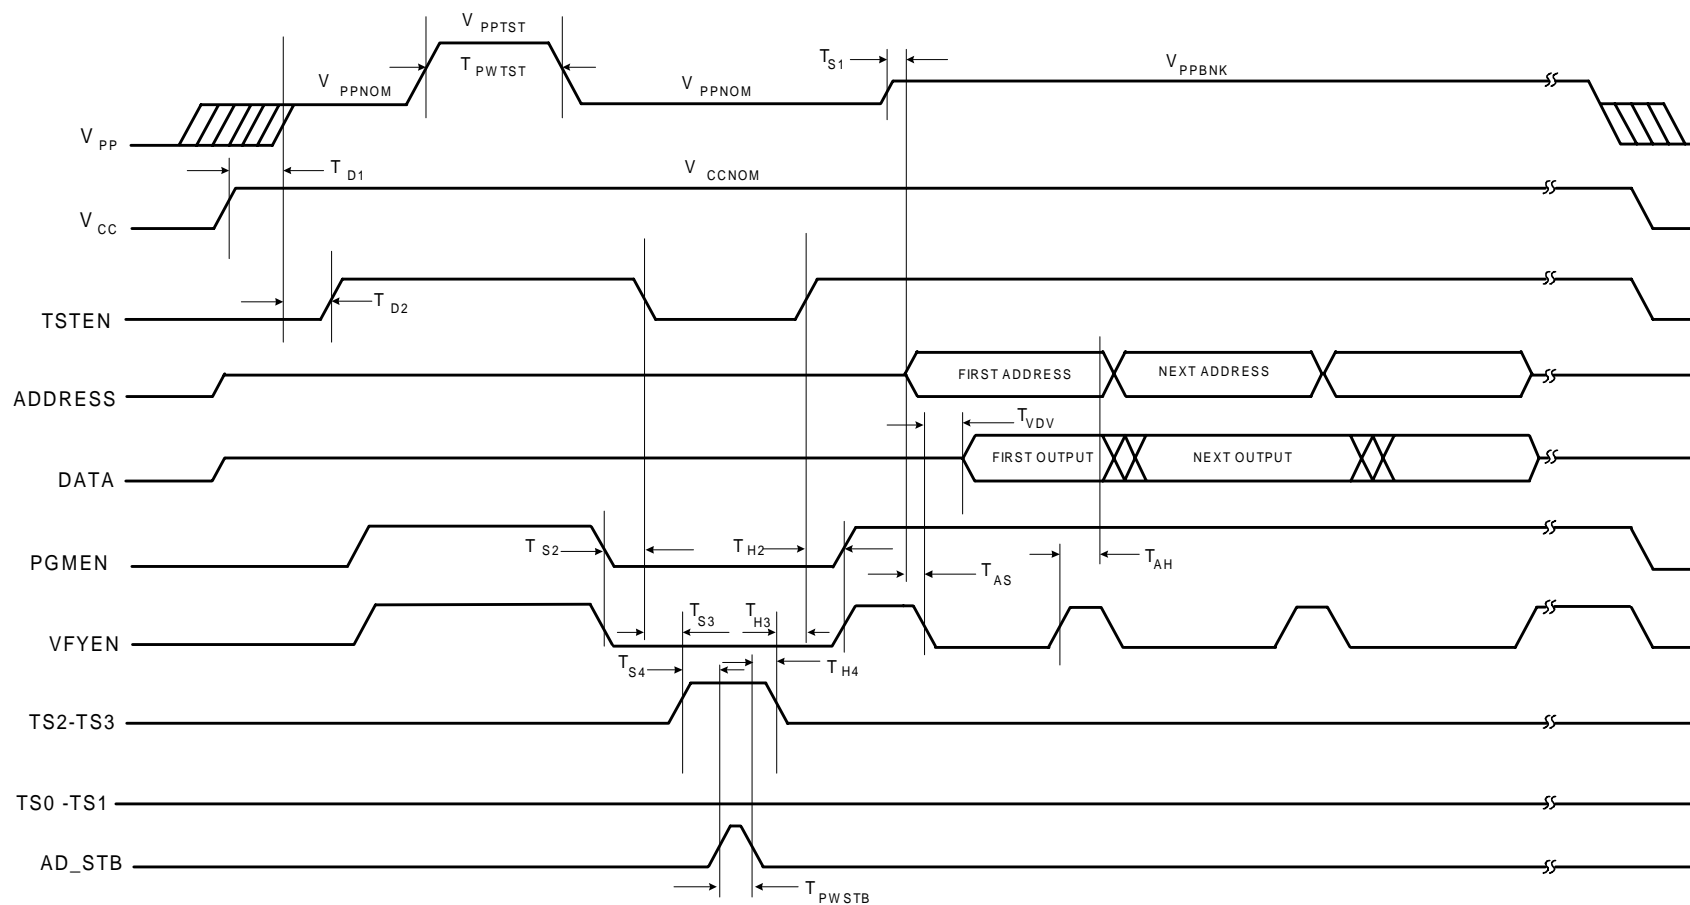 V PPTST
T PWTST
V PPNOM
V PPNOM
T S1
V PPBNK
V PP
T D1
V CCNOM
V CC
T D2
TSTEN
FIRST ADDRESS
NEXT ADDRESS
ADDRESS
T VDV
FIRST OUTPUT
NEXT OUTPUT
DATA
T S2
T H2
T AH
PGMEN
T AS
T S3
T H3
VFYEN
T S4
T H4
TS2-TS3
TS0 -TS1
AD_STB
T PWSTB